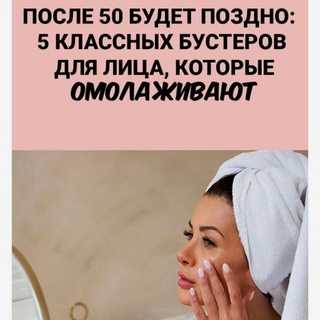 ПОСЛЕ 50 БУДЕТ ПОЗДНО:
5 КЛАССНЫХ БУСТЕРОВ
ДЛЯ ЛИЦА, КОТОРЫЕ
ОМОЛАЖИВАЮТ